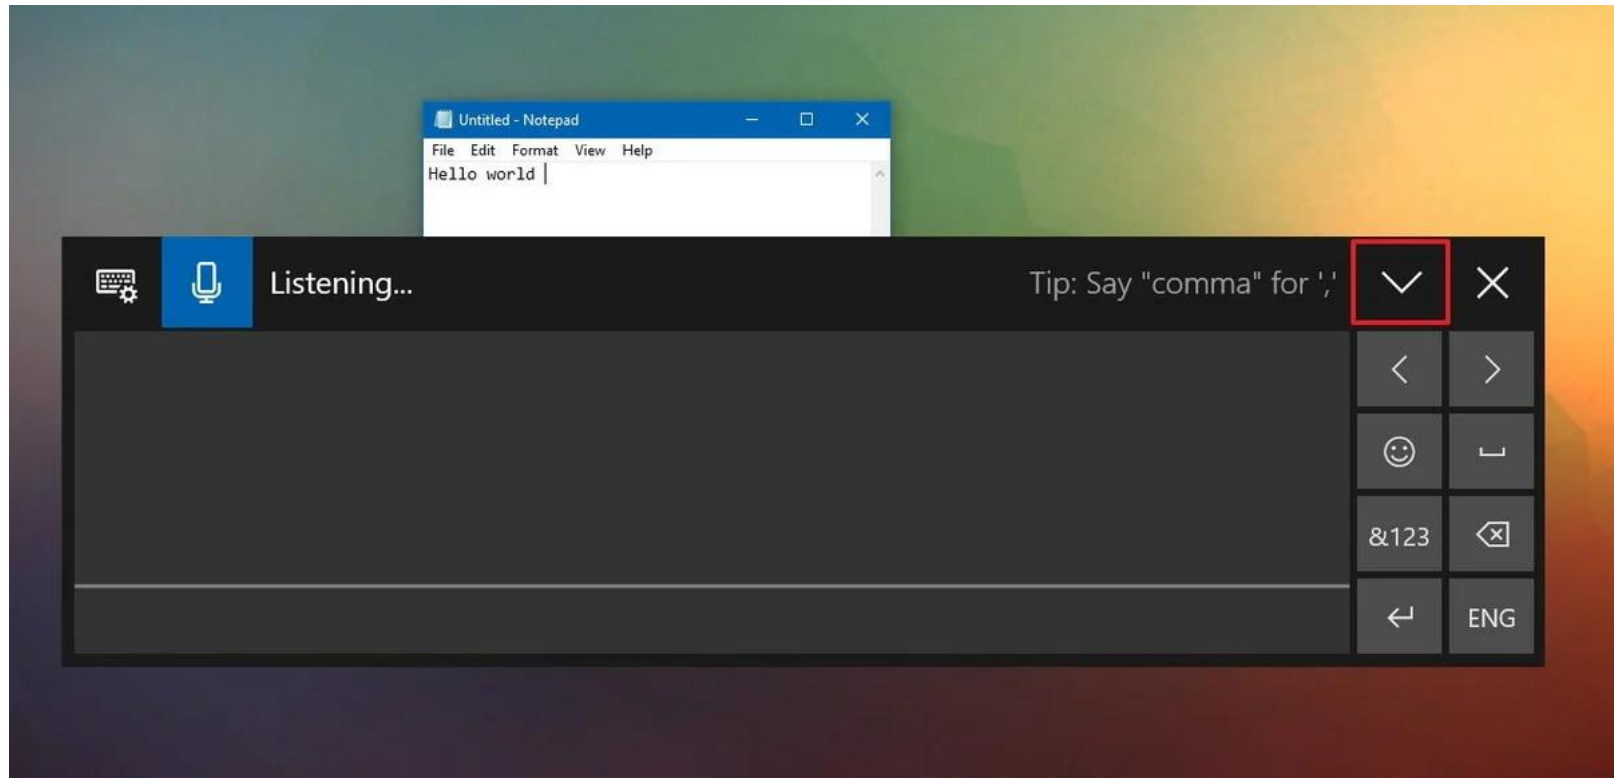 Untitled - Notepad
File Edit Format View Help
Hello world
Listening... Tip: Say "comma" for ','
&123
ENG